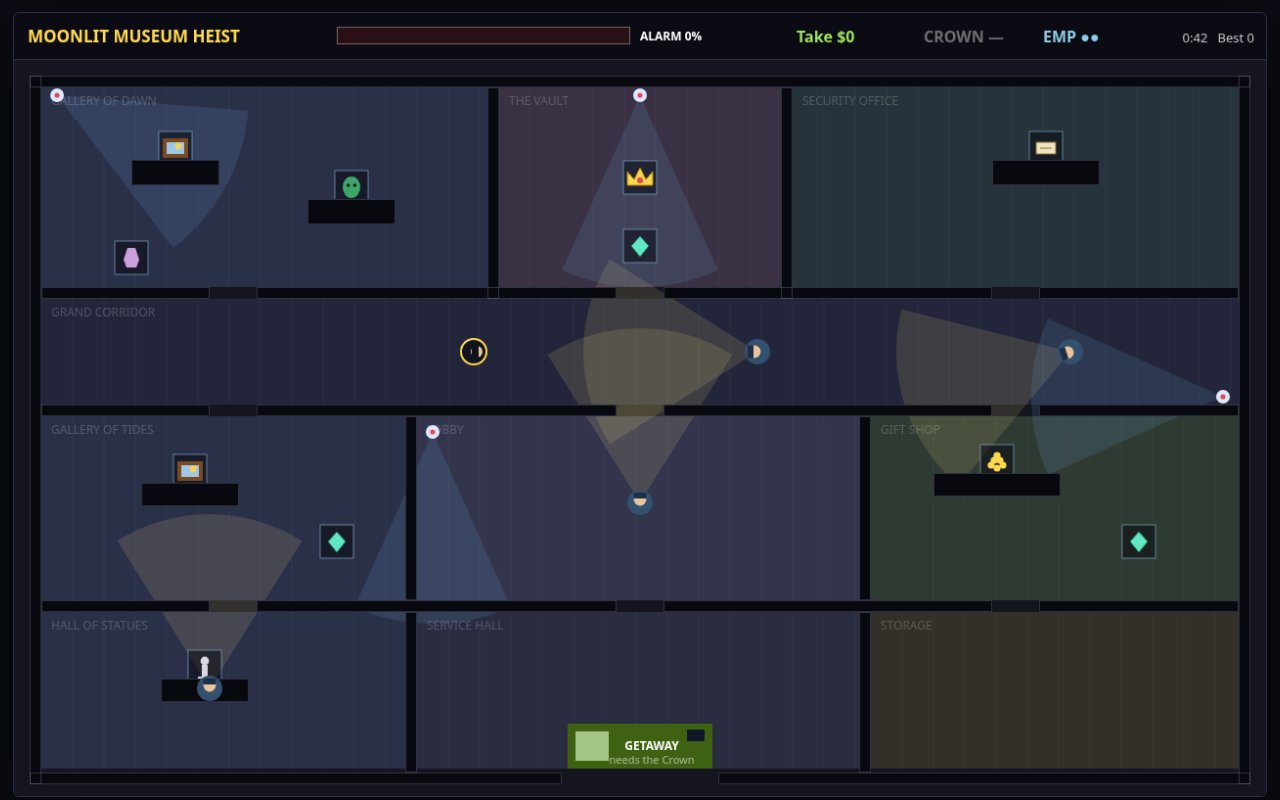 MOONLIT MUSEUM HEIST
ALARM 0%
Take $0
CROWN —
EMP ●●
0:42 Best 0
GALLERY OF DAWN
THE VAULT
SECURITY OFFICE
GRAND CORRIDOR
GALLERY OF TIDES
LOBBY
GIFT SHOP
HALL OF STATUES
SERVICE HALL
STORAGE
GETAWAY
needs the Crown